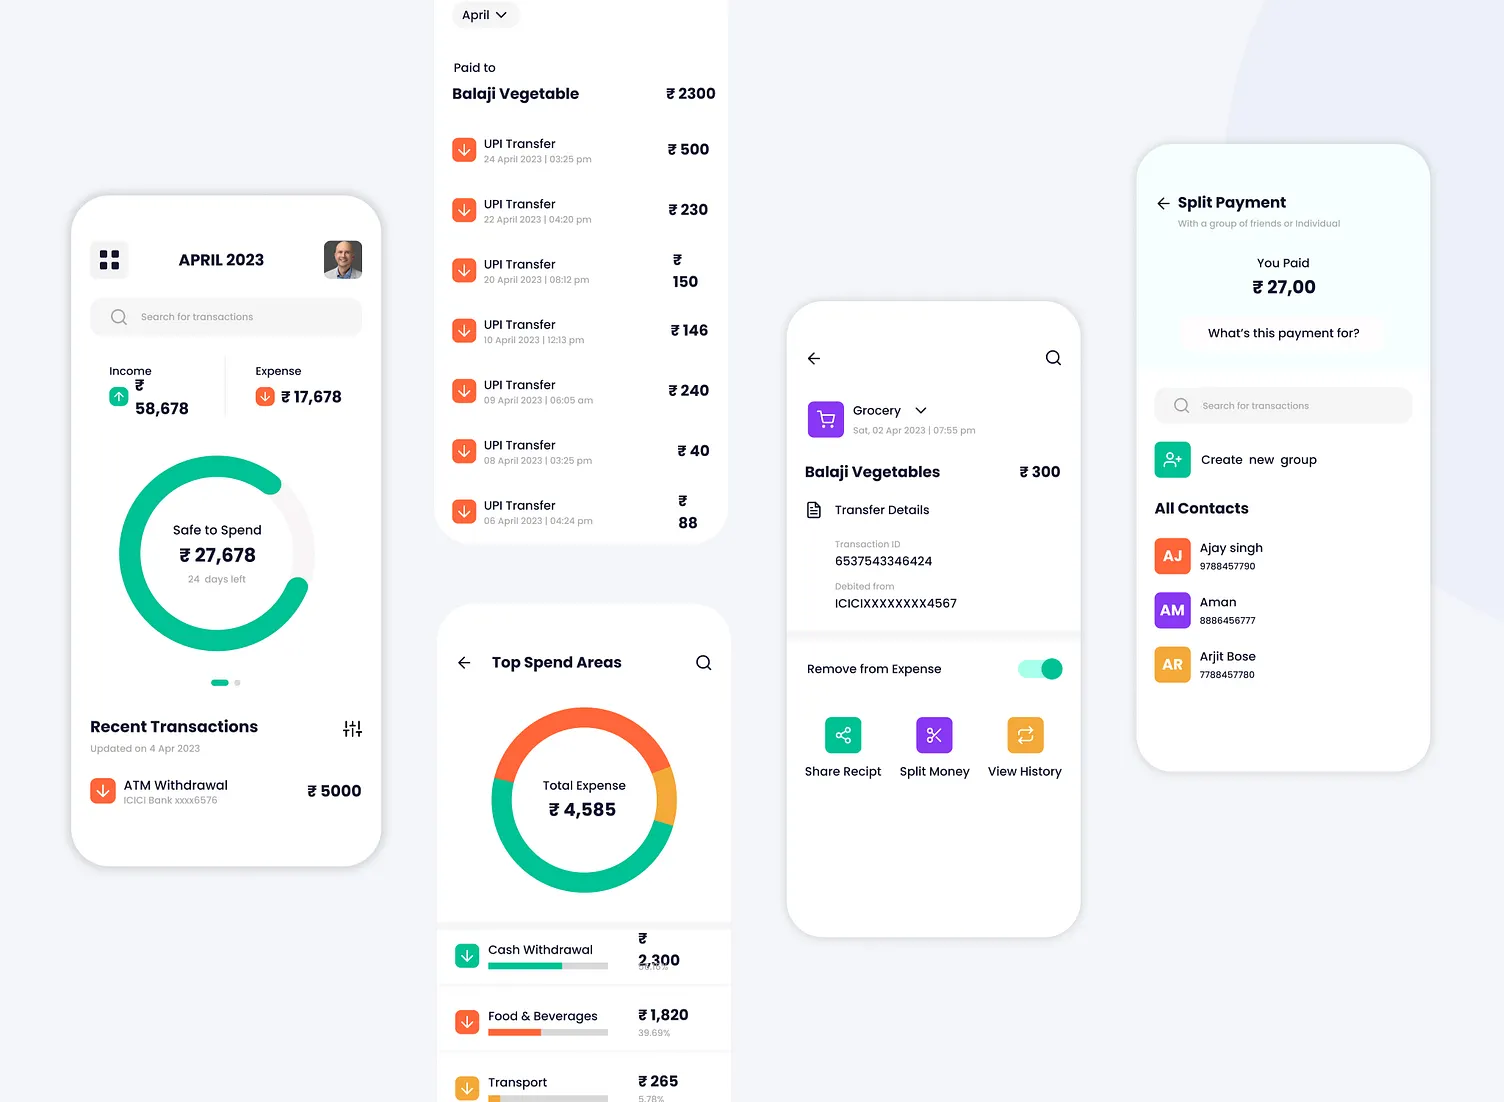 APRIL 2023
Search for transactions
Income
₹
58,678
Expense
₹ 17,678
Safe to Spend
₹ 27,678
24 days left
Recent Transactions
Updated on 4 Apr 2023
ATM Withdrawal
ICICI Bank xxxx6576
₹ 5000
April
Paid to
Balaji Vegetable
₹ 2300
UPI Transfer
24 April 2023 | 03:25 pm
₹ 500
UPI Transfer
22 April 2023 | 04:20 pm
₹ 230
UPI Transfer
20 April 2023 | 08:12 pm
₹
150
UPI Transfer
10 April 2023 | 12:13 pm
₹ 146
UPI Transfer
09 April 2023 | 06:05 am
₹ 240
UPI Transfer
08 April 2023 | 03:25 pm
₹ 40
UPI Transfer
06 April 2023 | 04:24 pm
₹
88
Top Spend Areas
Total Expense
₹ 4,585
Cash Withdrawal
₹
2,300
Food & Beverages
₹ 1,820
39.69%
Transport
₹ 265
5.78%
Grocery
Sat, 02 Apr 2023 | 07:55 pm
Balaji Vegetables
₹ 300
Transfer Details
Transaction ID
6537543346424
Debited from
ICICIXXXXXXXX4567
Remove from Expense
Share Recipt
Split Money
View History
Split Payment
With a group of friends or Individual
You Paid
₹ 27,00
What's this payment for?
Search for transactions
Create new group
All Contacts
AJ
Ajay singh
9788457790
AM
Aman
8886456777
AR
Arjit Bose
7788457780